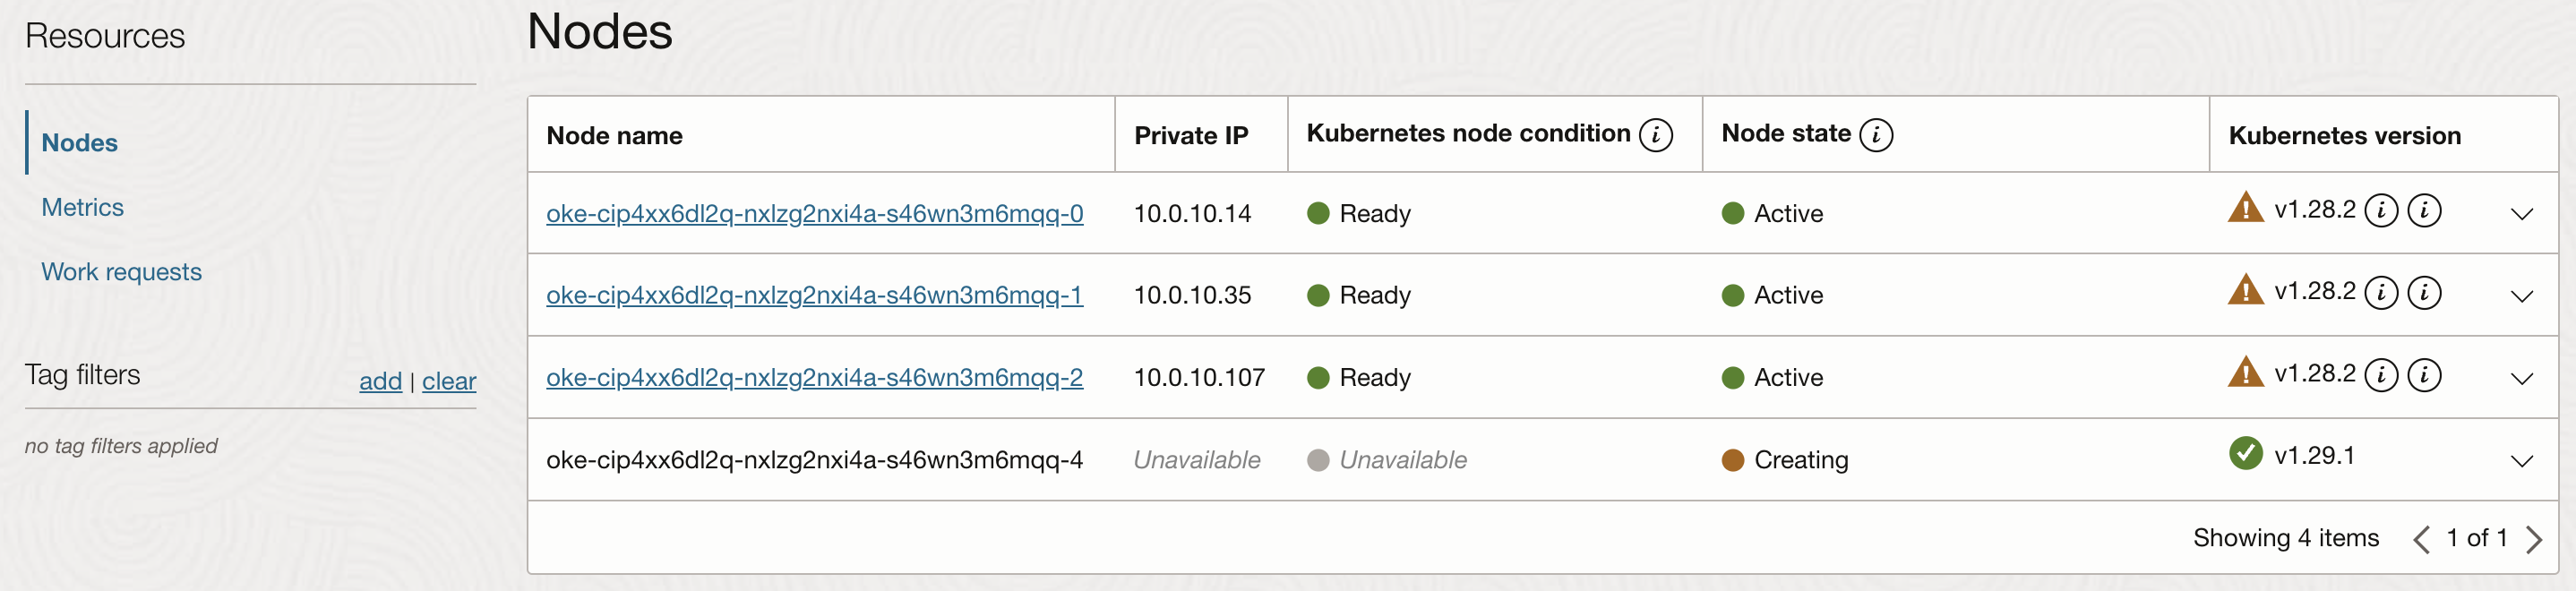 Resources
Nodes
Metrics
Work requests
Tag filters add | clear
no tag filters applied
Nodes
Node name Private IP Kubernetes node condition i Node state i Kubernetes version
oke-cip4xx6dl2q-nxlzg2nxi4a-s46wn3m6mqq-0 10.0.10.14 Ready Active v1.28.2 i i
oke-cip4xx6dl2q-nxlzg2nxi4a-s46wn3m6mqq-1 10.0.10.35 Ready Active v1.28.2 i i
oke-cip4xx6dl2q-nxlzg2nxi4a-s46wn3m6mqq-2 10.0.10.107 Ready Active v1.28.2 i i
oke-cip4xx6dl2q-nxlzg2nxi4a-s46wn3m6mqq-4 Unavailable Unavailable Creating v1.29.1
Showing 4 items 1 of 1